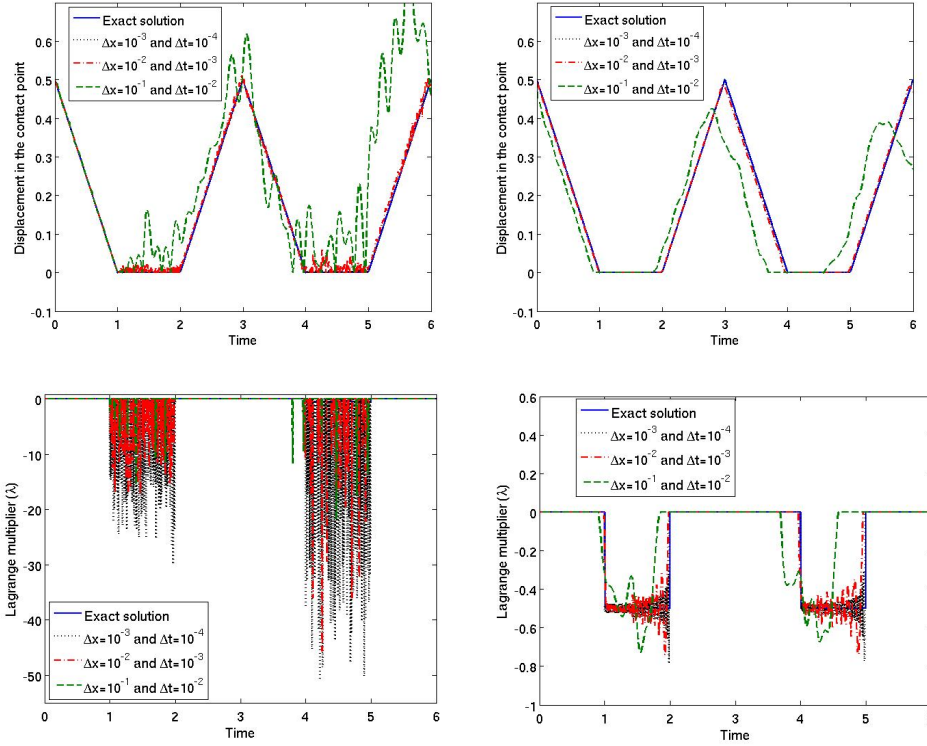 Displacement in the contact point
0.6
0.5
0.4
0.3
0.2
0.1
0
-0.1
Exact solution
Δx=10⁻³ and Δt=10⁻⁴
Δx=10⁻² and Δt=10⁻³
Δx=10⁻¹ and Δt=10⁻²
0 1 2 3 4 5 6
Time
Displacement in the contact point
0.6
0.5
0.4
0.3
0.2
0.1
0
-0.1
Exact solution
Δx=10⁻³ and Δt=10⁻⁴
Δx=10⁻² and Δt=10⁻³
Δx=10⁻¹ and Δt=10⁻²
0 1 2 3 4 5 6
Time
Lagrange multiplier (λ)
0
-10
-20
-30
-40
-50
Exact solution
Δx=10⁻³ and Δt=10⁻⁴
Δx=10⁻² and Δt=10⁻³
Δx=10⁻¹ and Δt=10⁻²
0 1 2 3 4 5 6
Time
Lagrange multiplier (λ)
0.6
0.4
0.2
0
-0.2
-0.4
-0.6
-0.8
-1
Exact solution
Δx=10⁻³ and Δt=10⁻⁴
Δx=10⁻² and Δt=10⁻³
Δx=10⁻¹ and Δt=10⁻²
0 1 2 3 4 5
Time